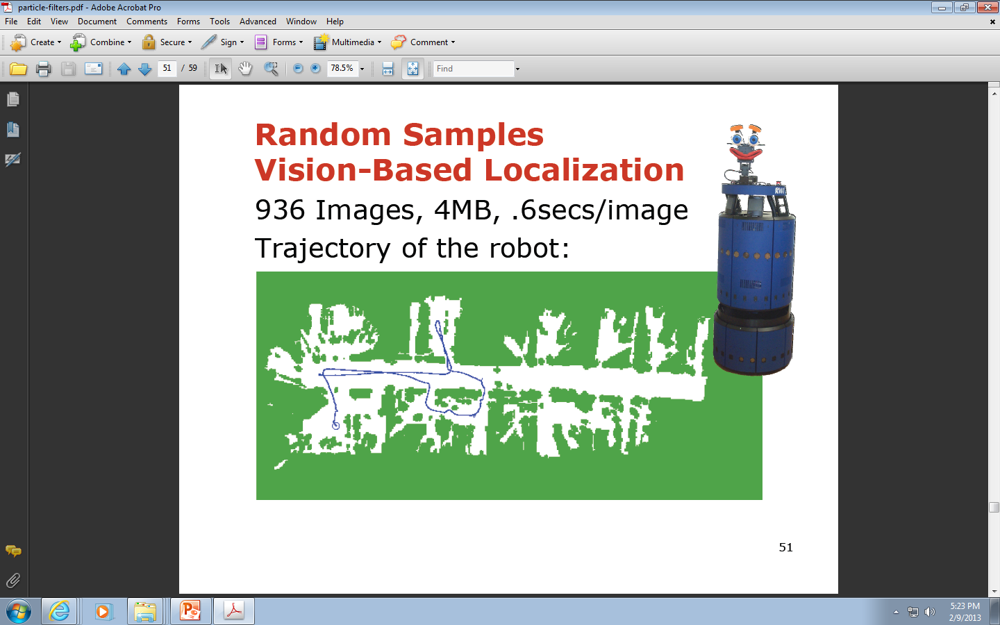 particle-filters.pdf - Adobe Acrobat Pro
File Edit View Document Comments Forms Tools Advanced Window Help
Create Combine Secure Sign Forms Multimedia Comment
51 / 59 78.5% Find
Random Samples
Vision-Based Localization
936 Images, 4MB, .6secs/image
Trajectory of the robot:
RWI
51
5:23 PM
2/9/2013